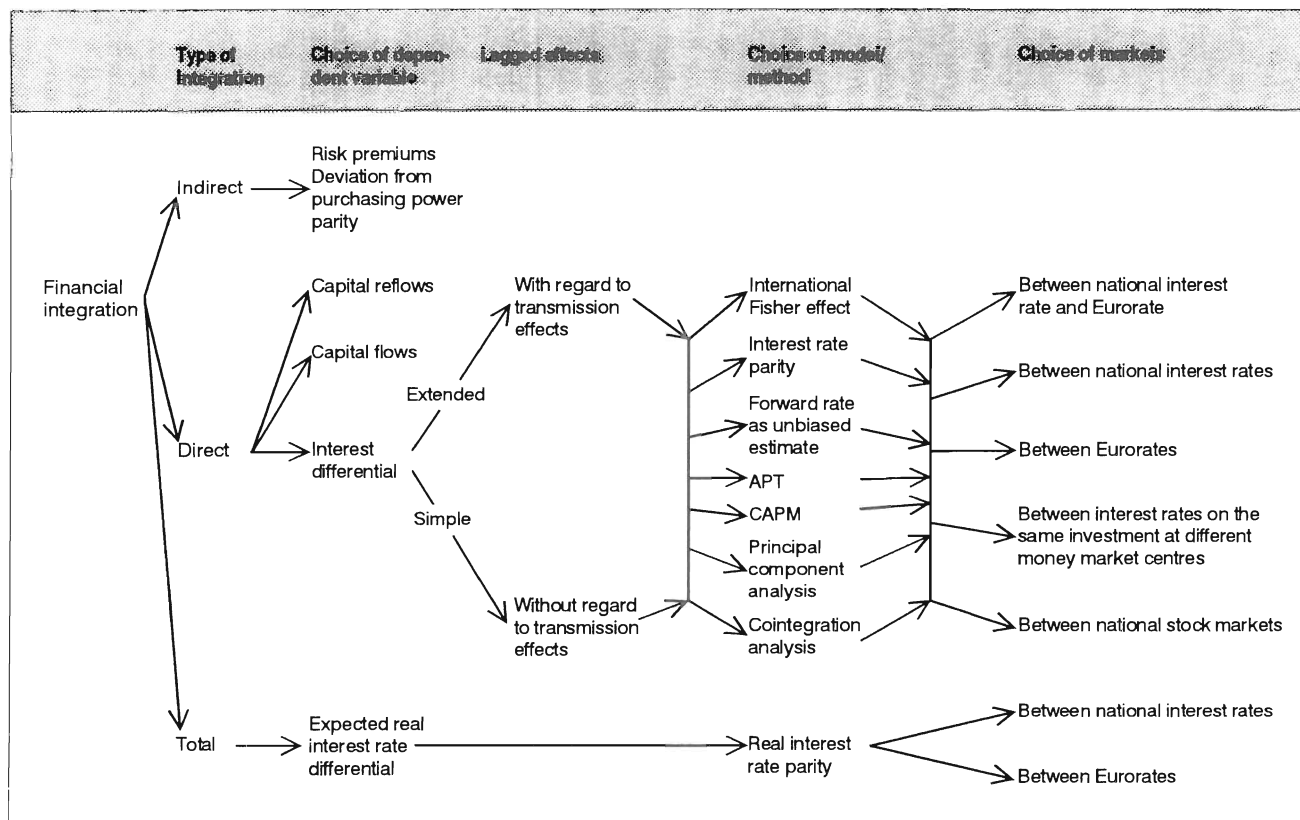 Type of
Integration
Choice of depen-
dent variable
Lagged effects
Choice of model/
method
Choice of markets
Risk premiums
Deviation from
purchasing power
parity
Indirect
Financial
integration
Capital reflows
With regard to
transmission
effects
International
Fisher effect
Between national interest
rate and Eurorate
Capital flows
Interest rate
parity
Between national interest rates
Extended
Forward rate
as unbiased
estimate
Direct
Interest
differential
Between Eurorates
APT
Simple
CAPM
Between interest rates on the
same investment at different
money market centres
Principal
component
analysis
Without regard
to transmission
effects
Cointegration
analysis
Between national stock markets
Total
Expected real
interest rate
differential
Real interest
rate parity
Between national interest rates
Between Eurorates